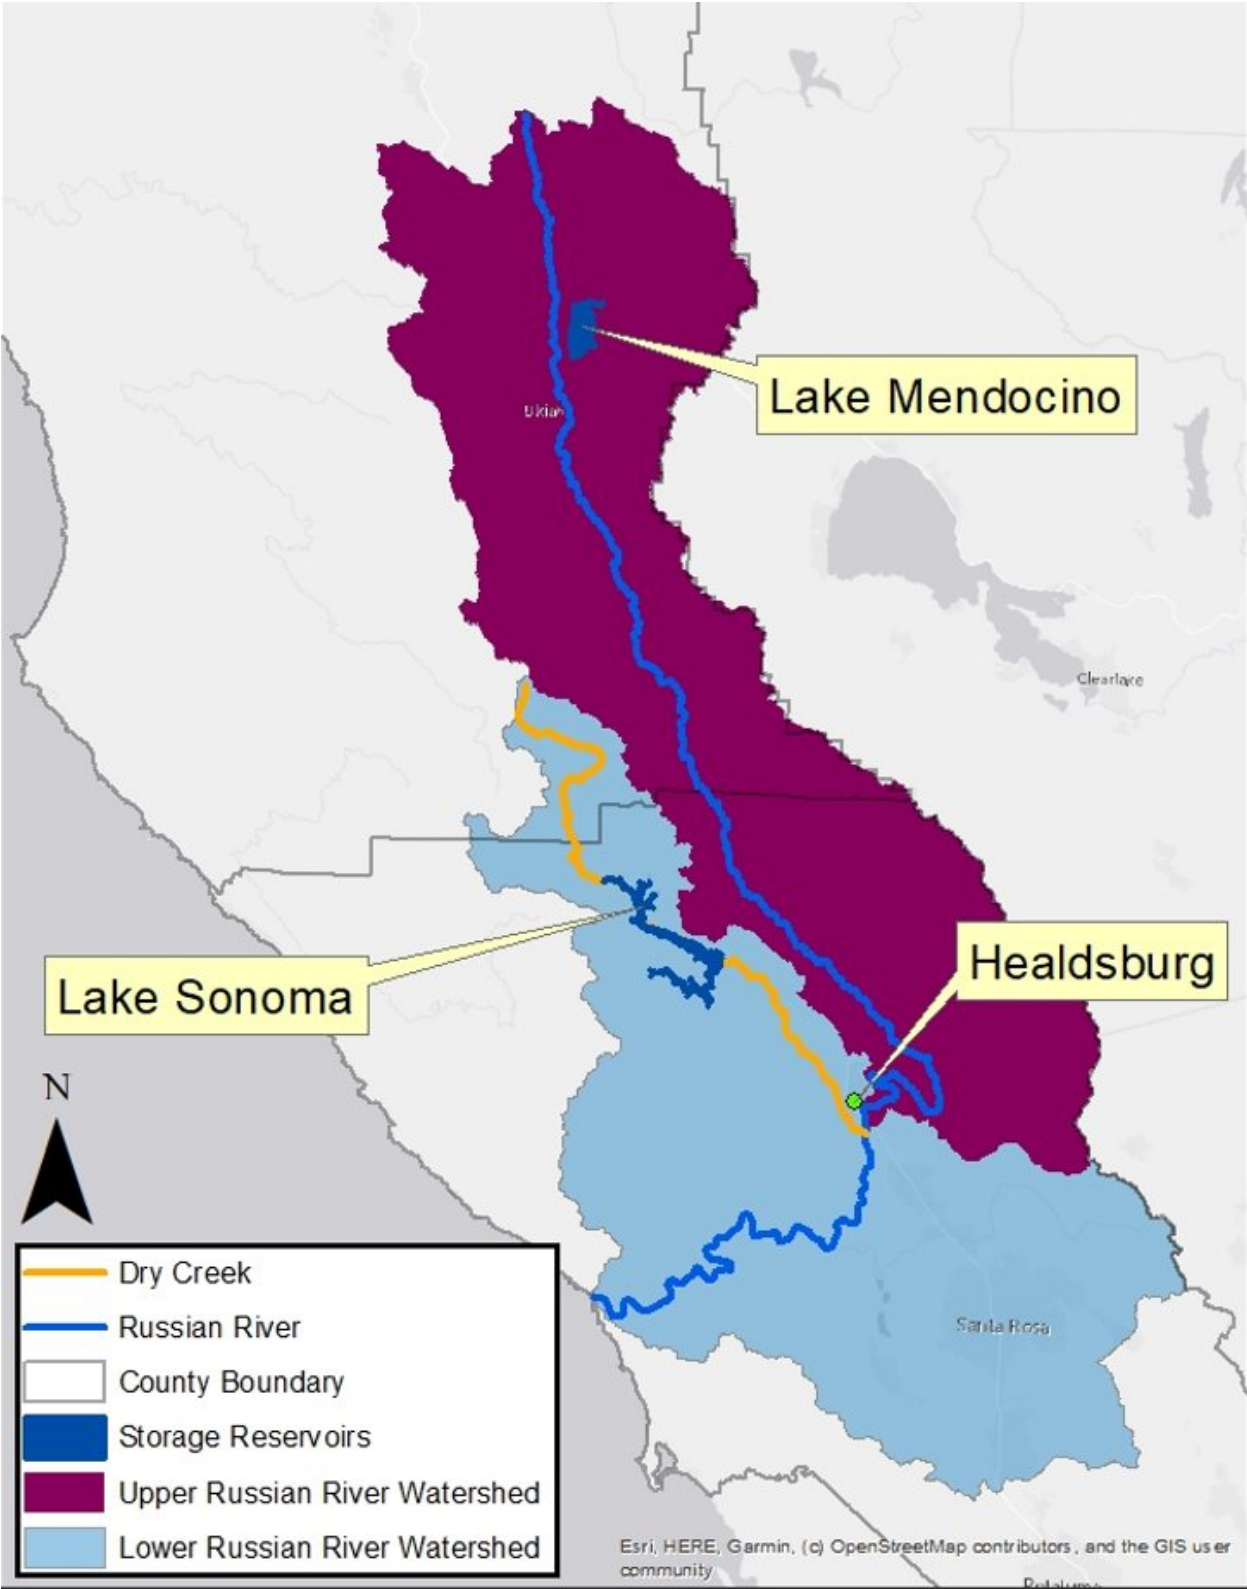 Lake Mendocino
Ukiah
Clearlake
Healdsburg
Lake Sonoma
N
Dry Creek
Russian River
County Boundary
Storage Reservoirs
Upper Russian River Watershed
Lower Russian River Watershed
Santa Rosa
Esri, HERE, Garmin, (c) OpenStreetMap contributors, and the GIS user
community